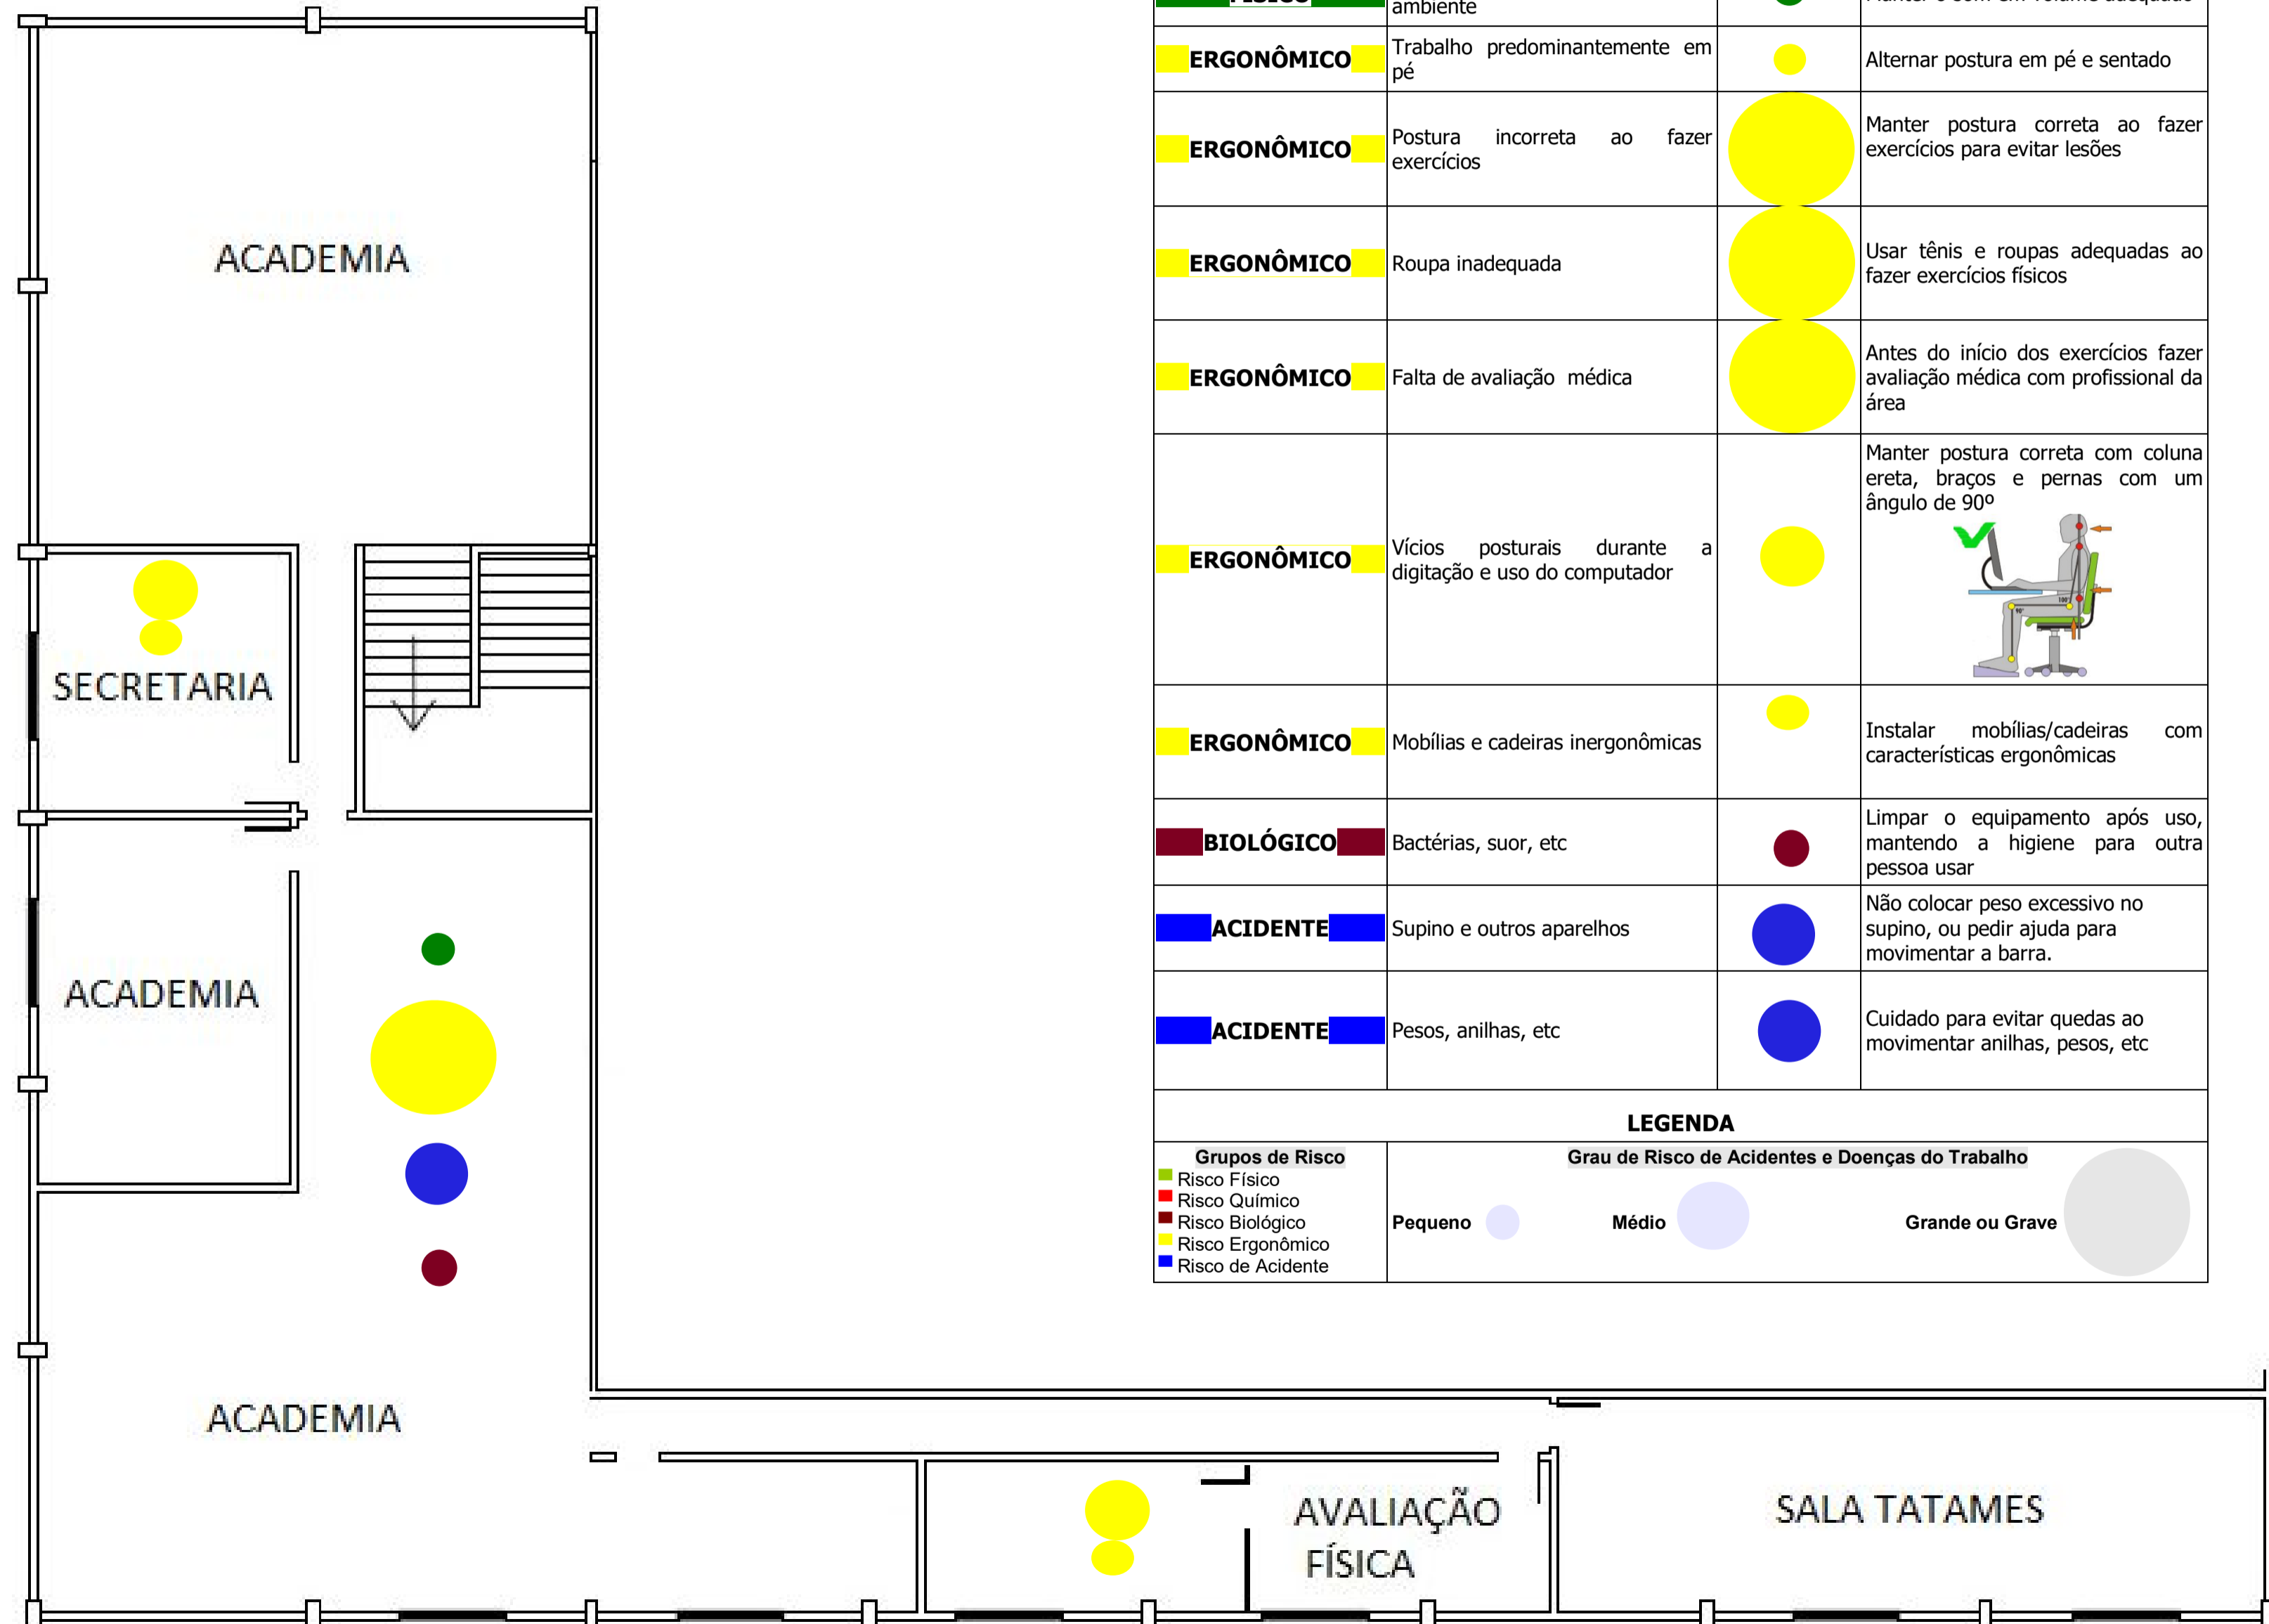 ambiente
ERGONÔMICO
Trabalho predominantemente em
pé
Alternar postura em pé e sentado
ERGONÔMICO
Postura incorreta ao fazer
exercícios
Manter postura correta ao fazer
exercícios para evitar lesões
ERGONÔMICO
Roupa inadequada
Usar tênis e roupas adequadas ao
fazer exercícios físicos
ERGONÔMICO
Falta de avaliação médica
Antes do início dos exercícios fazer
avaliação médica com profissional da
área
ERGONÔMICO
Vícios posturais durante a
digitação e uso do computador
Manter postura correta com coluna
ereta, braços e pernas com um
ângulo de 90º
100°
90°
ERGONÔMICO
Mobílias e cadeiras inergonômicas
Instalar mobílias/cadeiras com
características ergonômicas
BIOLÓGICO
Bactérias, suor, etc
Limpar o equipamento após uso,
mantendo a higiene para outra
pessoa usar
ACIDENTE
Supino e outros aparelhos
Não colocar peso excessivo no
supino, ou pedir ajuda para
movimentar a barra.
ACIDENTE
Pesos, anilhas, etc
Cuidado para evitar quedas ao
movimentar anilhas, pesos, etc
LEGENDA
Grupos de Risco
Risco Físico
Risco Químico
Risco Biológico
Risco Ergonômico
Risco de Acidente
Grau de Risco de Acidentes e Doenças do Trabalho
Pequeno
Médio
Grande ou Grave
ACADEMIA
SECRETARIA
ACADEMIA
ACADEMIA
AVALIAÇÃO
FÍSICA
SALA TATAMES